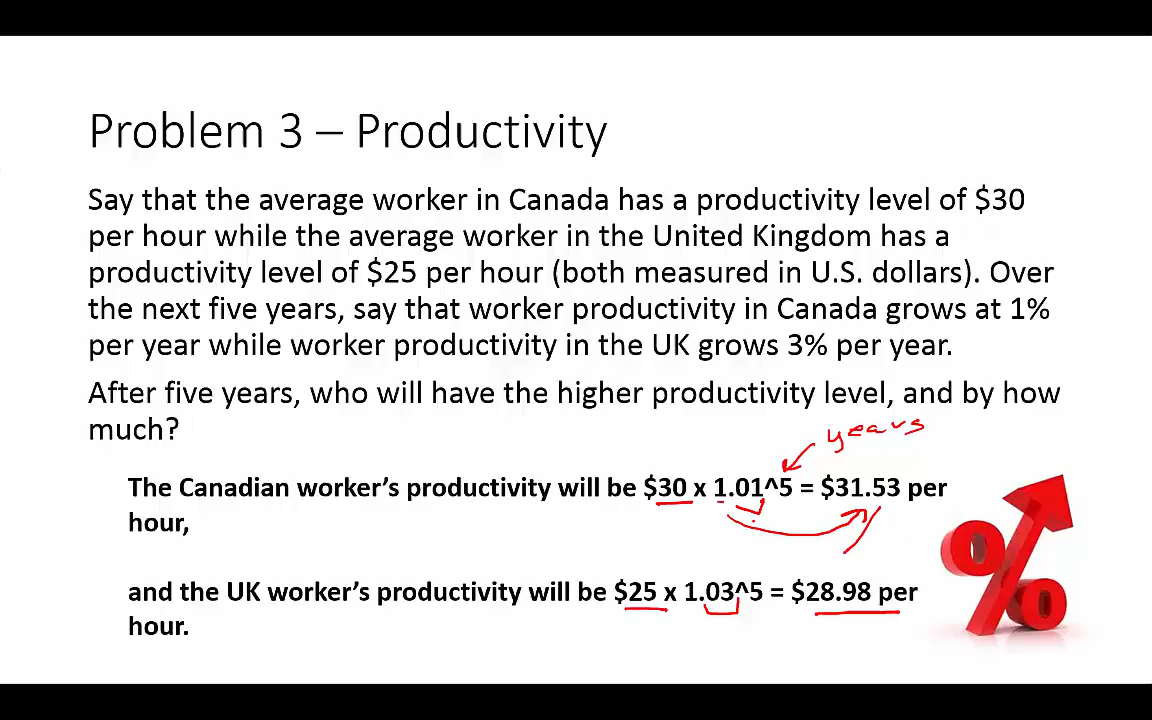 Problem 3 – Productivity
Say that the average worker in Canada has a productivity level of $30
per hour while the average worker in the United Kingdom has a
productivity level of $25 per hour (both measured in U.S. dollars). Over
the next five years, say that worker productivity in Canada grows at 1%
per year while worker productivity in the UK grows 3% per year.
After five years, who will have the higher productivity level, and by how
much?
years
The Canadian worker’s productivity will be $30 x 1.01^5 = $31.53 per
hour,
and the UK worker’s productivity will be $25 x 1.03^5 = $28.98 per
hour.
%